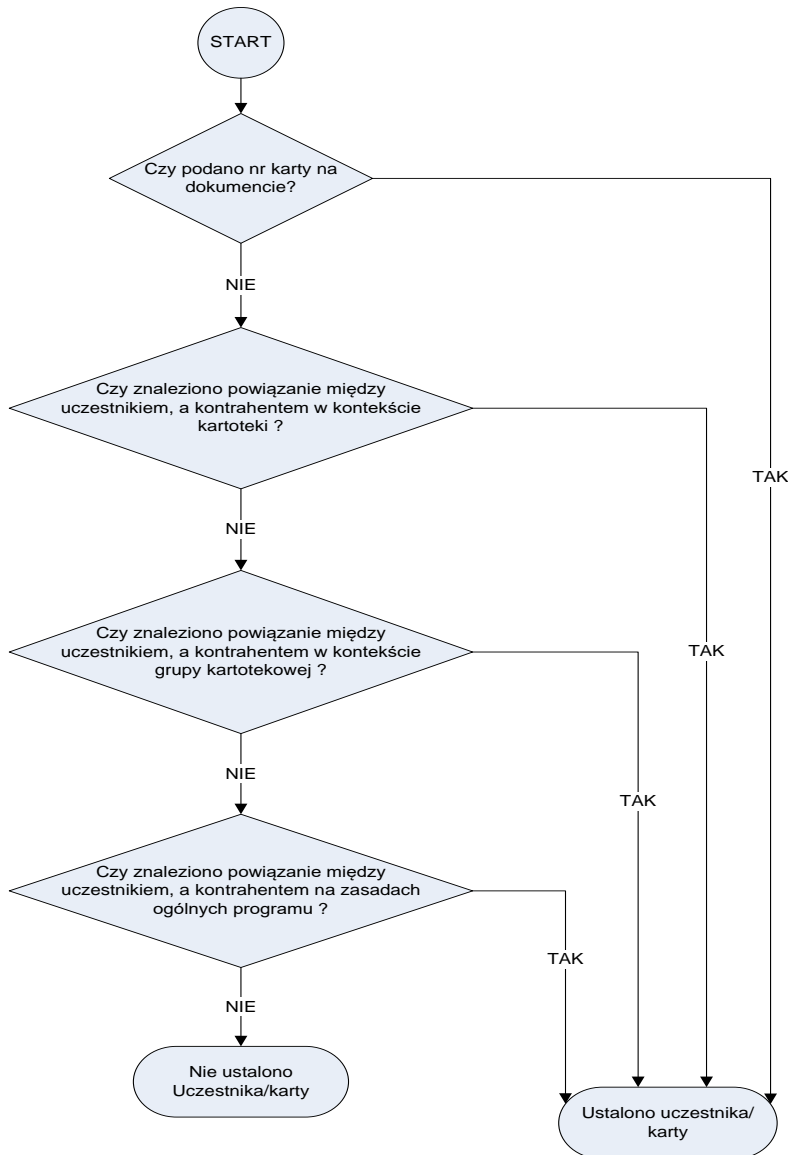 START
Czy podano nr karty na
dokumencie?
NIE
Czy znaleziono powiązanie między
uczestnikiem, a kontrahentem w kontekście
kartoteki ?
TAK
NIE
Czy znaleziono powiązanie między
uczestnikiem, a kontrahentem w kontekście
grupy kartotekowej ?
TAK
NIE
TAK
Czy znaleziono powiązanie między
uczestnikiem, a kontrahentem na zasadach
ogólnych programu ?
TAK
NIE
Nie ustalono
Uczestnika/karty
Ustalono uczestnika/
karty